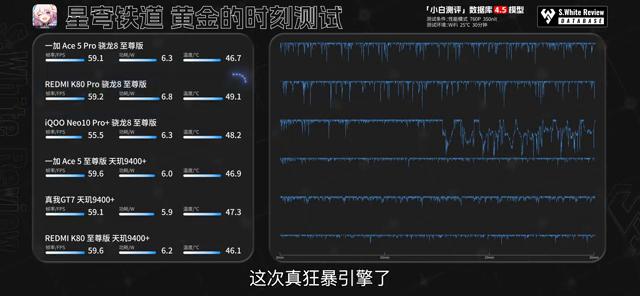 星穹铁道 黄金的时刻测试
「小白测评」数据库 4.5 模型
测试条件:性能模式 760P 350nit
测试环境:WiFi 25℃ 30分钟
S.White Review
DATABASE
一加 Ace 5 Pro 骁龙8 至尊版
帧率/FPS 59.1 功耗/W 6.3 温度/℃ 46.7
REDMI K80 Pro 骁龙8 至尊版
帧率/FPS 59.2 功耗/W 6.8 温度/℃ 49.1
iQOO Neo10 Pro+ 骁龙8 至尊版
帧率/FPS 55.5 功耗/W 6.3 温度/℃ 48.2
一加 Ace 5 至尊版 天玑9400+
帧率/FPS 59.6 功耗/W 6.0 温度/℃ 46.9
真我GT7 天玑9400+
帧率/FPS 59.1 功耗/W 5.9 温度/℃ 47.3
REDMI K80 至尊版 天玑9400+
帧率/FPS 59.6 功耗/W 6.2 温度/℃ 46.1
这次真狂暴引擎了